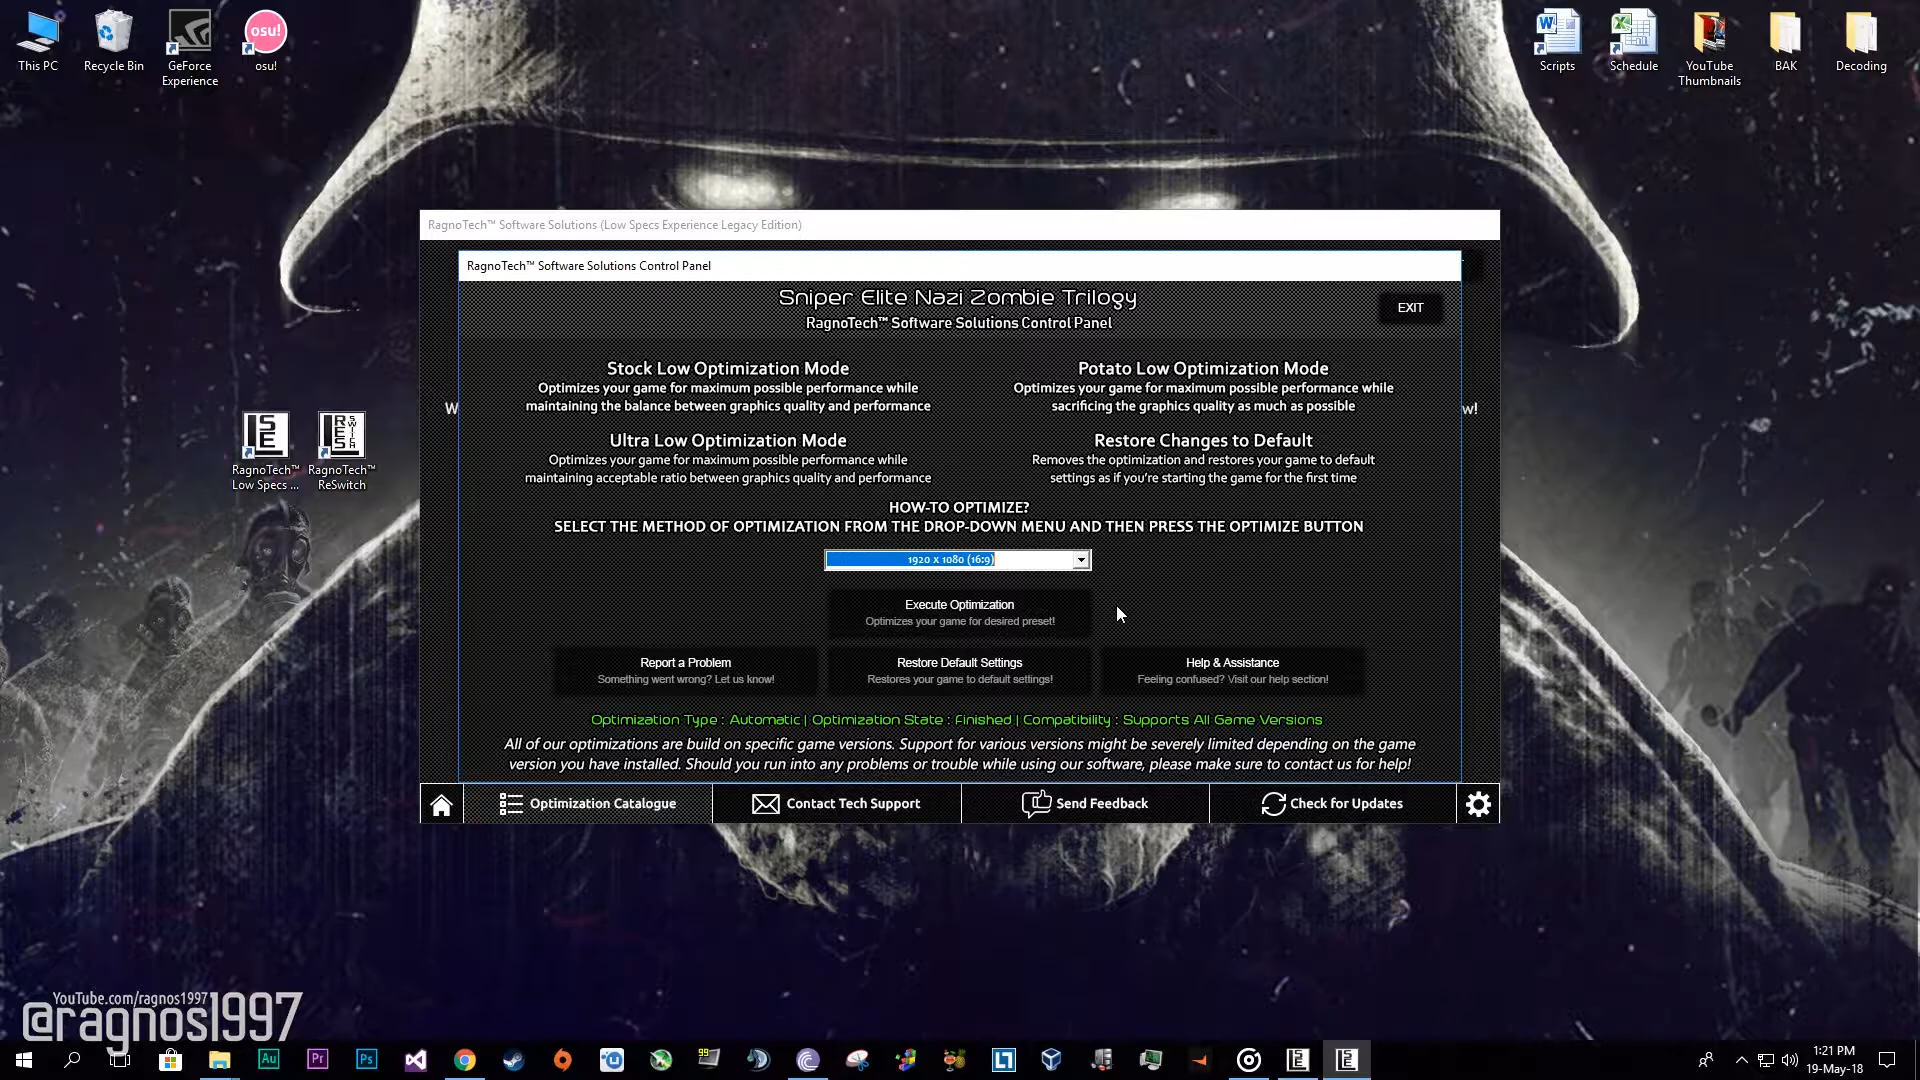 This PC
Recycle Bin
GeForce
Experience
osu!
osu!
Scripts
Schedule
YouTube
Thumbnails
BAK
Decoding
RagnoTech™ Software Solutions (Low Specs Experience Legacy Edition)
RagnoTech™ Software Solutions Control Panel
Sniper Elite Nazi Zombie Trilogy
RagnoTech™ Software Solutions Control Panel
EXIT
Stock Low Optimization Mode
Optimizes your game for maximum possible performance while
maintaining the balance between graphics quality and performance
Potato Low Optimization Mode
Optimizes your game for maximum possible performance while
sacrificing the graphics quality as much as possible
W
w!
Ultra Low Optimization Mode
Optimizes your game for maximum possible performance while
maintaining acceptable ratio between graphics quality and performance
Restore Changes to Default
Removes the optimization and restores your game to default
settings as if you're starting the game for the first time
RagnoTech™
Low Specs ...
RagnoTech™
ReSwitch
HOW-TO OPTIMIZE?
SELECT THE METHOD OF OPTIMIZATION FROM THE DROP-DOWN MENU AND THEN PRESS THE OPTIMIZE BUTTON
1920 x 1080 (16:9)
Execute Optimization
Optimizes your game for desired preset!
Report a Problem
Something went wrong? Let us know!
Restore Default Settings
Restores your game to default settings!
Help & Assistance
Feeling confused? Visit our help section!
Optimization Type : Automatic | Optimization State : Finished | Compatibility : Supports All Game Versions
All of our optimizations are build on specific game versions. Support for various versions might be severely limited depending on the game
version you have installed. Should you run into any problems or trouble while using our software, please make sure to contact us for help!
Optimization Catalogue
Contact Tech Support
Send Feedback
Check for Updates
YouTube.com/ragnos1997
@ragnos1997
Au
Pr
Ps
99
1:21 PM
19-May-18